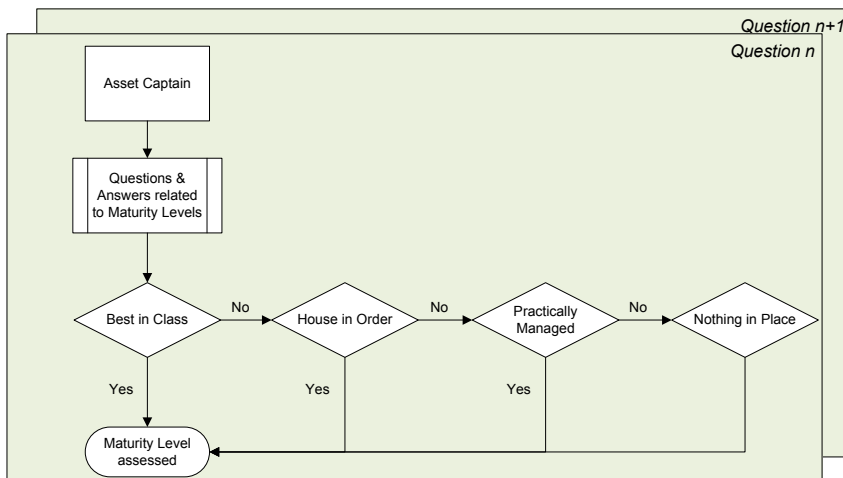 Question n+1
Question n
Asset Captain
Questions &
Answers related
to Maturity Levels
Best in Class
No
House in Order
No
Practically
Managed
No
Nothing in Place
Yes
Yes
Yes
Maturity Level
assessed